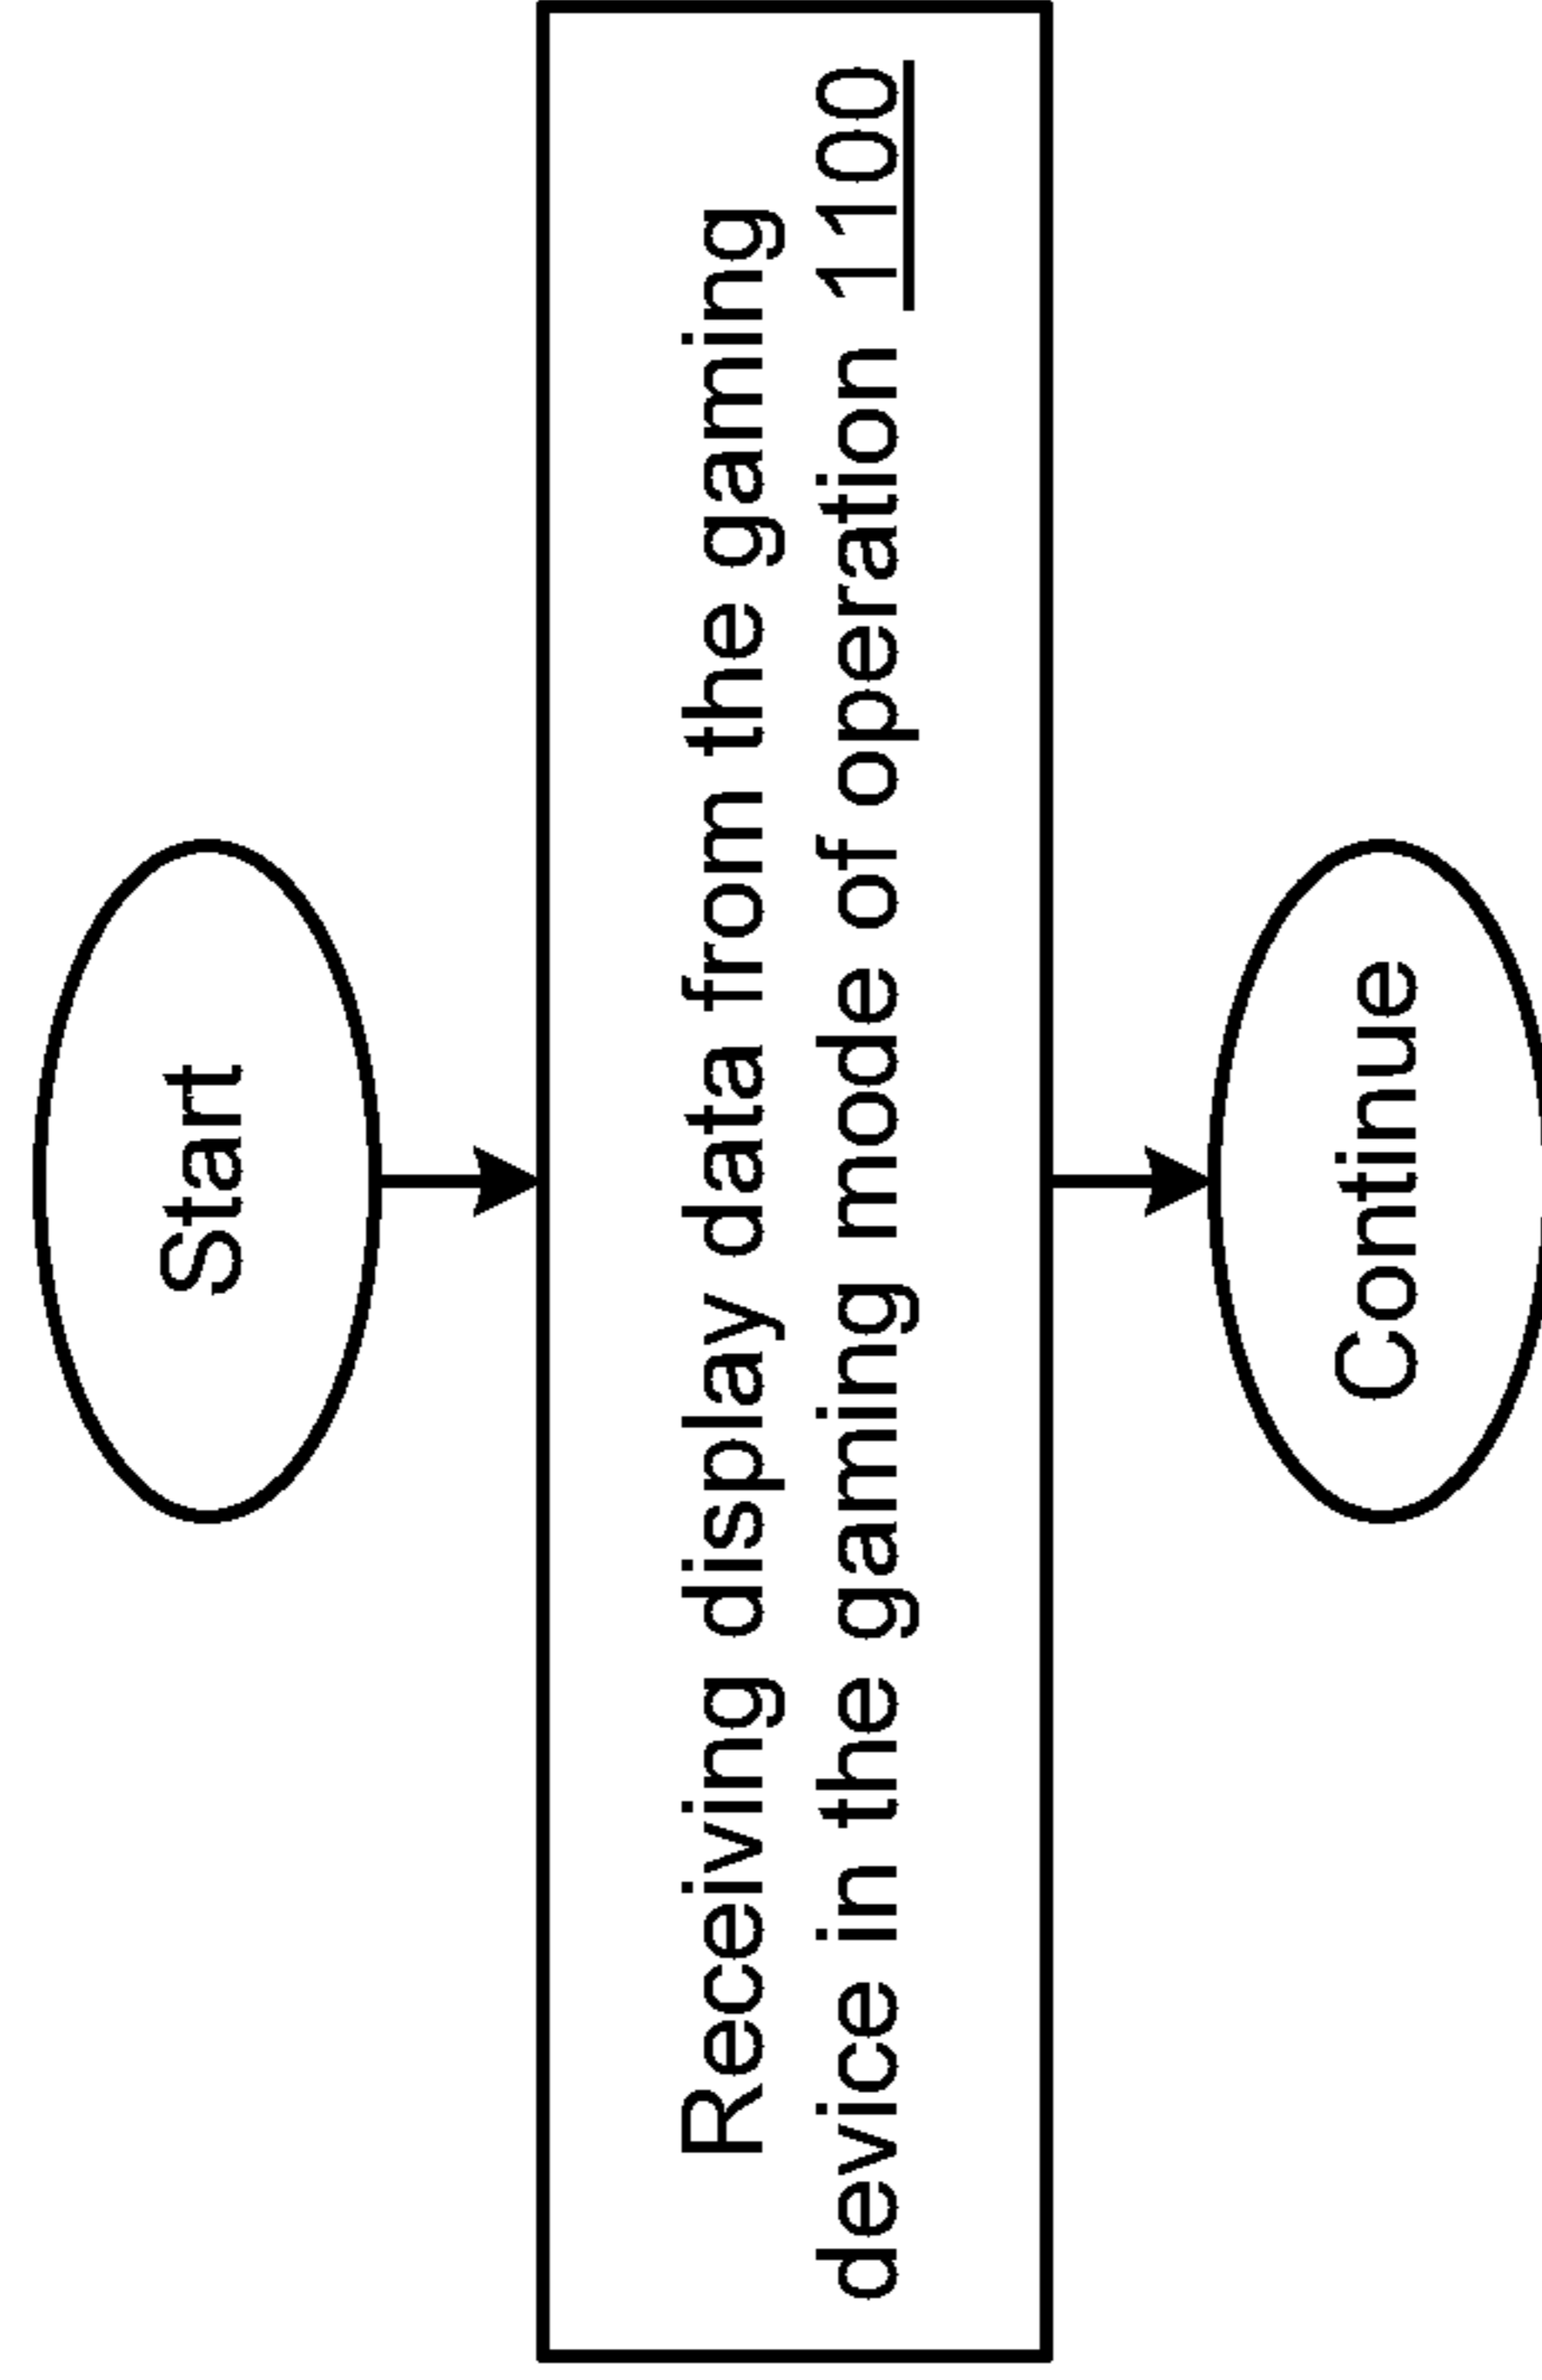 Start
Receiving display data from the gaming
device in the gaming mode of operation 1100
Continue